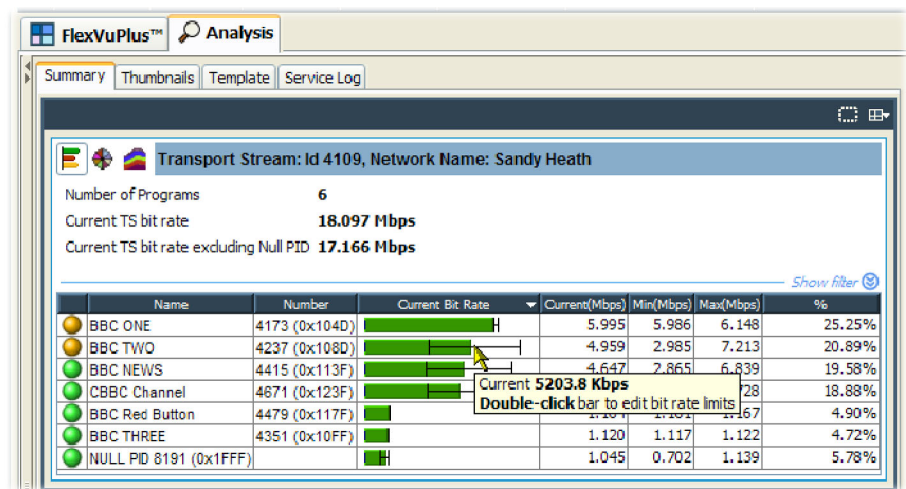 FlexVuPlus™ Analysis
Summary Thumbnails Template Service Log
Transport Stream: Id 4109, Network Name: Sandy Heath
Number of Programs 6
Current TS bit rate 18.097 Mbps
Current TS bit rate excluding Null PID 17.166 Mbps
Show filter
Name Number Current Bit Rate Current(Mbps) Min(Mbps) Max(Mbps) %
BBC ONE 4173 (0x104D) 5.995 5.986 6.148 25.25%
BBC TWO 4237 (0x108D) 4.959 2.985 7.213 20.89%
BBC NEWS 4415 (0x113F) 4.647 2.865 6.839 19.58%
CBBC Channel 4671 (0x123F) 728 18.88%
Current 5203.8 Kbps
Double-click bar to edit bit rate limits
BBC Red Button 4479 (0x117F) 167 4.90%
BBC THREE 4351 (0x10FF) 1.120 1.117 1.122 4.72%
NULL PID 8191 (0x1FFF) 1.045 0.702 1.139 5.78%